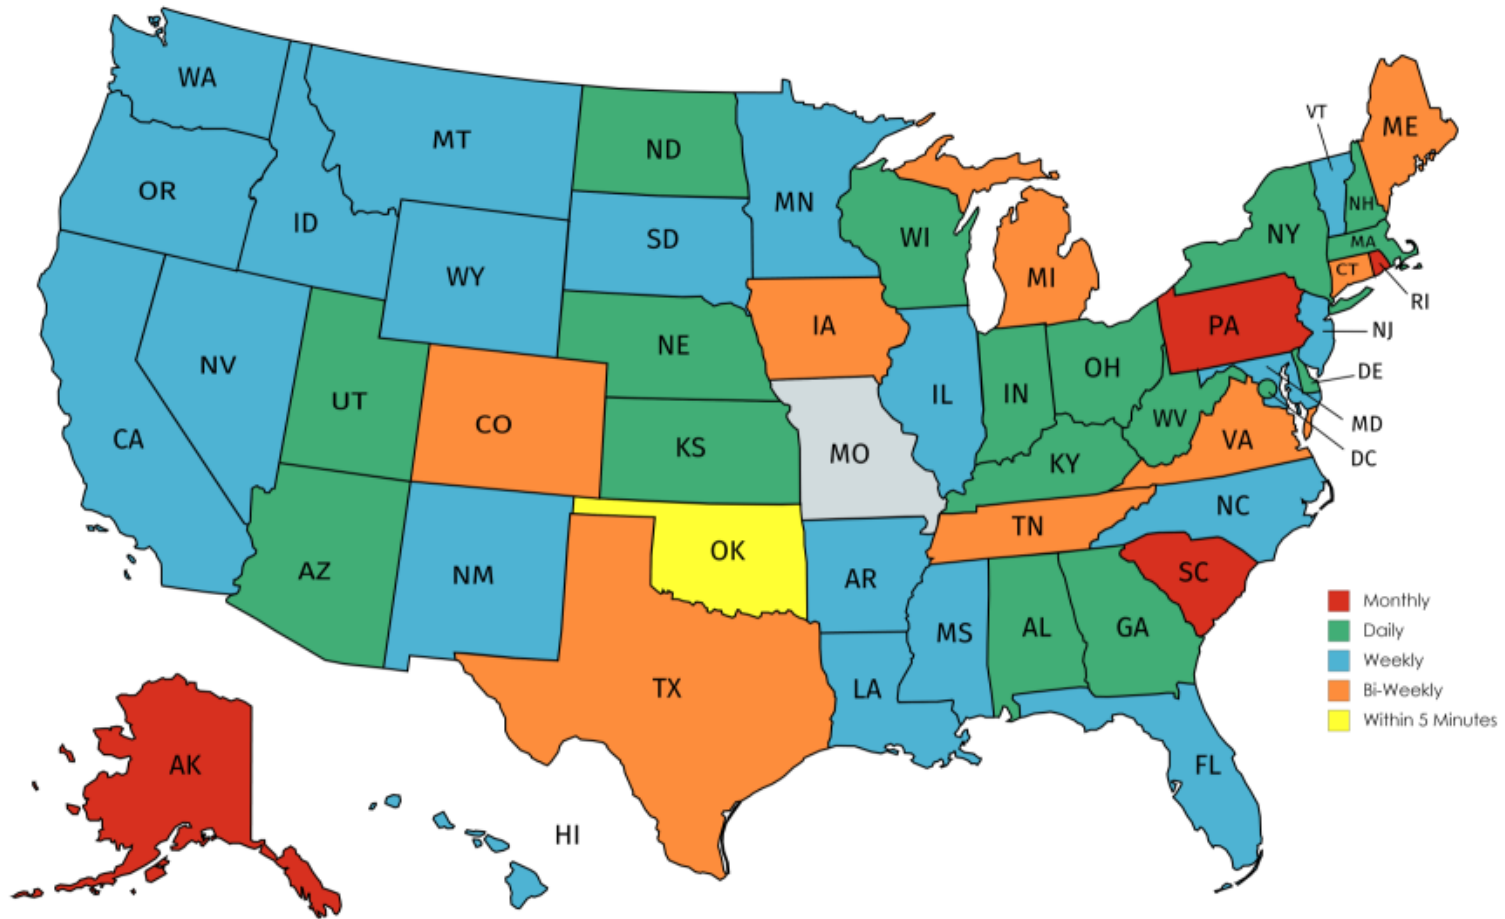 WA
OR
CA
NV
ID
MT
WY
UT
AZ
CO
NM
ND
SD
NE
KS
OK
TX
MN
IA
MO
AR
LA
WI
IL
MI
IN
OH
KY
TN
MS
AL
GA
FL
SC
NC
VA
WV
PA
NY
VT
NH
ME
MA
CT
RI
NJ
DE
MD
DC
AK
HI
Monthly
Daily
Weekly
Bi-Weekly
Within 5 Minutes